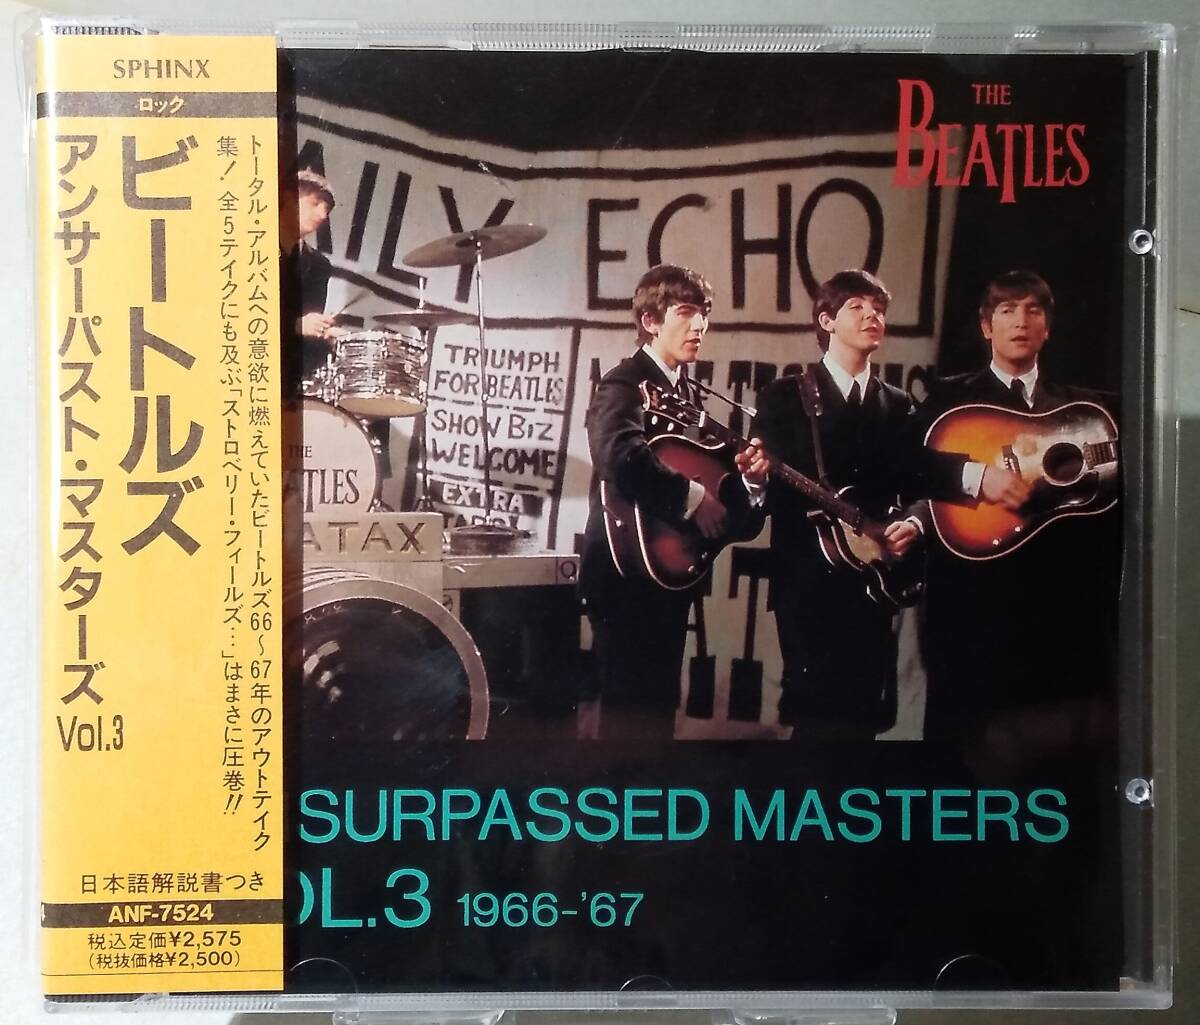 SPHINX
ロック
ビートルズ
アンサーパスト・マスターズ
Vol.3
トータル・アルバムへの意欲に燃えていたビートルズ66〜67年のアウトテイク
集！全5テイクにも及ぶ「ストロベリー・フィールズ…」はまさに圧巻!!
日本語解説書つき
ANF-7524
税込定価¥2,575
(税抜価格¥2,500)
THE
BEATLES
AILY ECHO
TRIUMPH
FOR BEATLES
SHOW BIZ
WELCOME
EXTRA
THE
ATLES
ATAX
SURPASSED MASTERS
OL.3 1966-'67